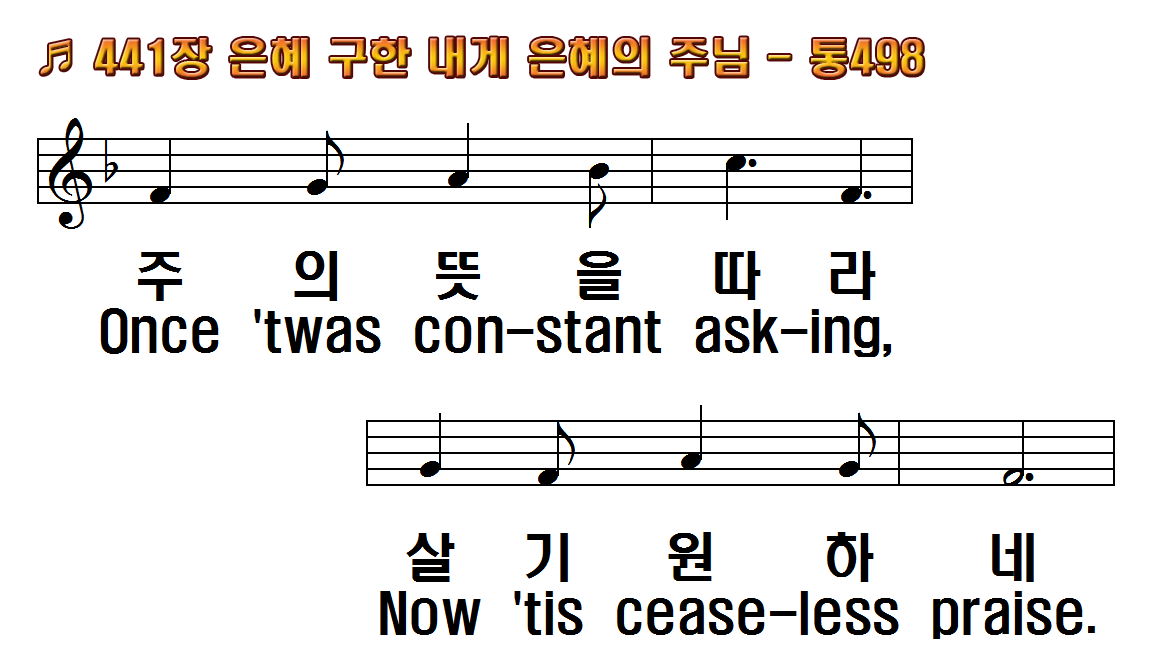 ♬ 441장 은혜 구한 내게 은혜의 주님 - 통498
주 의 뜻 을 따 라
Once 'twas con-stant ask-ing,
살 기 원 하 네
Now 'tis cease-less praise.